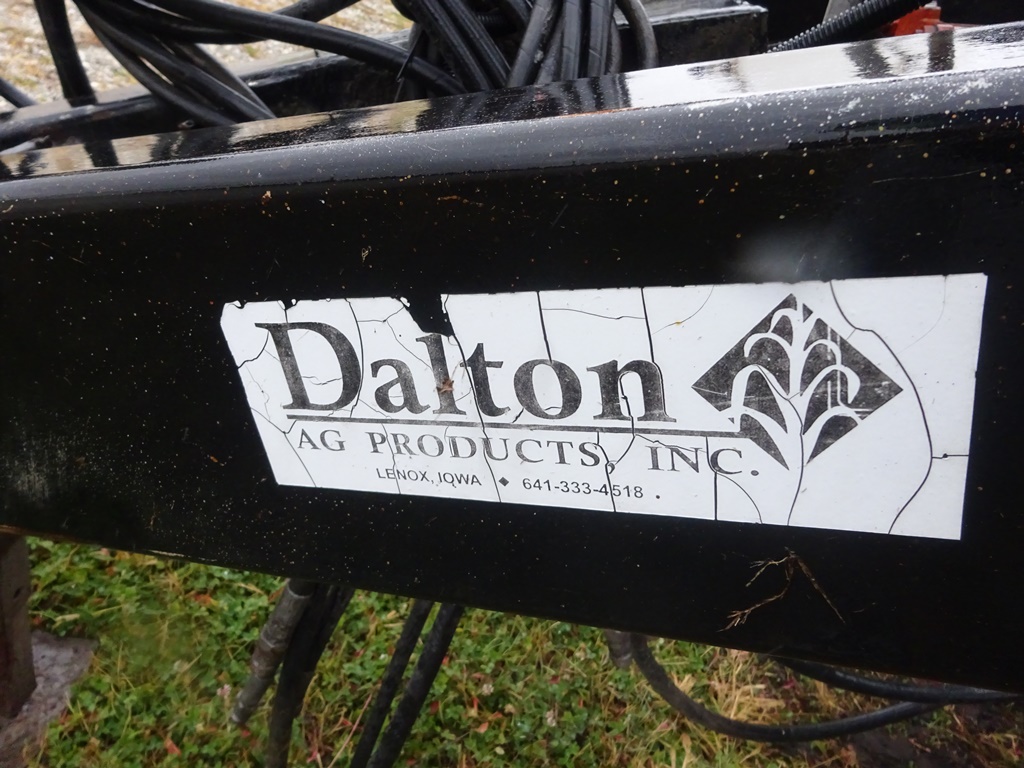 Dalton
AG PRODUCTS, INC.
LENOX, IOWA ◆ 641-333-4518